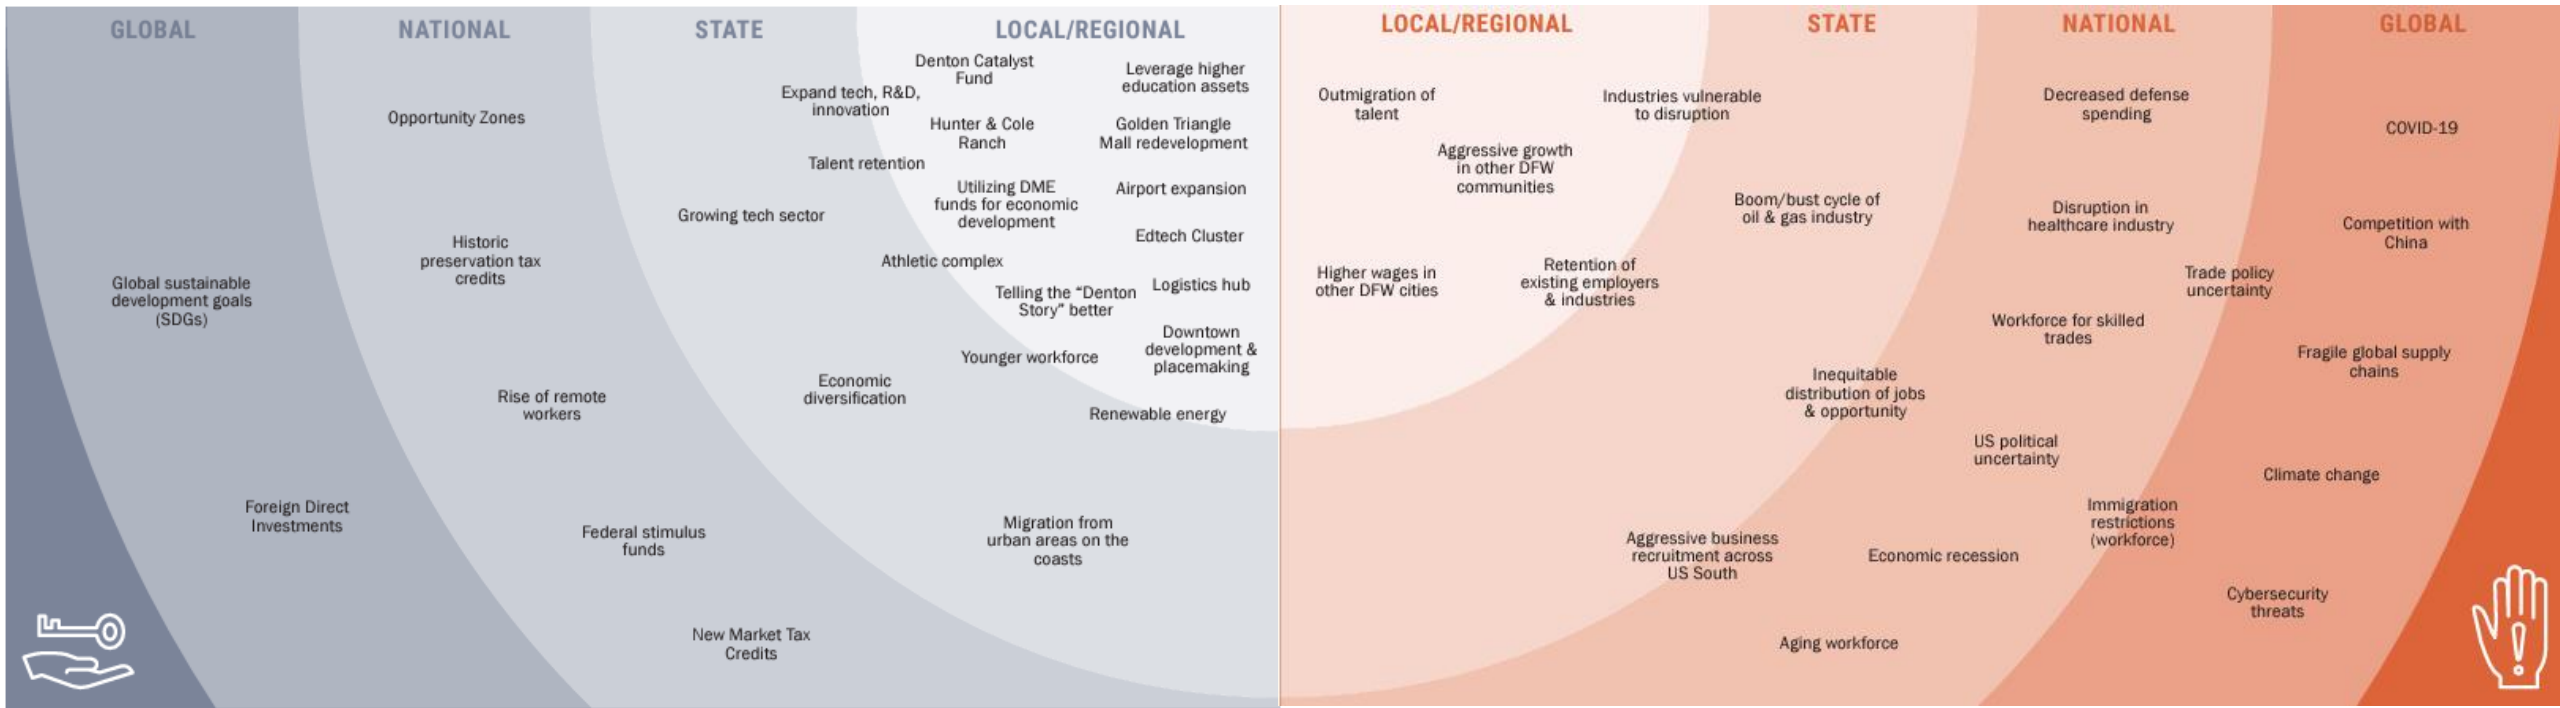 GLOBAL
NATIONAL
STATE
LOCAL/REGIONAL
Opportunity Zones
Historic
preservation tax
credits
Global sustainable
development goals
(SDGs)
Rise of remote
workers
Foreign Direct
Investments
Federal stimulus
funds
New Market Tax
Credits
Expand tech, R&D,
innovation
Talent retention
Growing tech sector
Athletic complex
Younger workforce
Economic
diversification
Renewable energy
Migration from
urban areas on the
coasts
Denton Catalyst
Fund
Hunter & Cole
Ranch
Utilizing DME
funds for economic
development
Telling the “Denton
Story” better
Leverage higher
education assets
Golden Triangle
Mall redevelopment
Airport expansion
Edtech Cluster
Logistics hub
Downtown
development &
placemaking
LOCAL/REGIONAL
STATE
NATIONAL
GLOBAL
Outmigration of
talent
Industries vulnerable
to disruption
Aggressive growth
in other DFW
communities
Higher wages in
other DFW cities
Retention of
existing employers
& industries
Boom/bust cycle of
oil & gas industry
Inequitable
distribution of jobs
& opportunity
Aggressive business
recruitment across
US South
Decreased defense
spending
Disruption in
healthcare industry
Trade policy
uncertainty
Workforce for skilled
trades
US political
uncertainty
Immigration
restrictions
(workforce)
Economic recession
Aging workforce
COVID-19
Competition with
China
Fragile global supply
chains
Climate change
Cybersecurity
threats